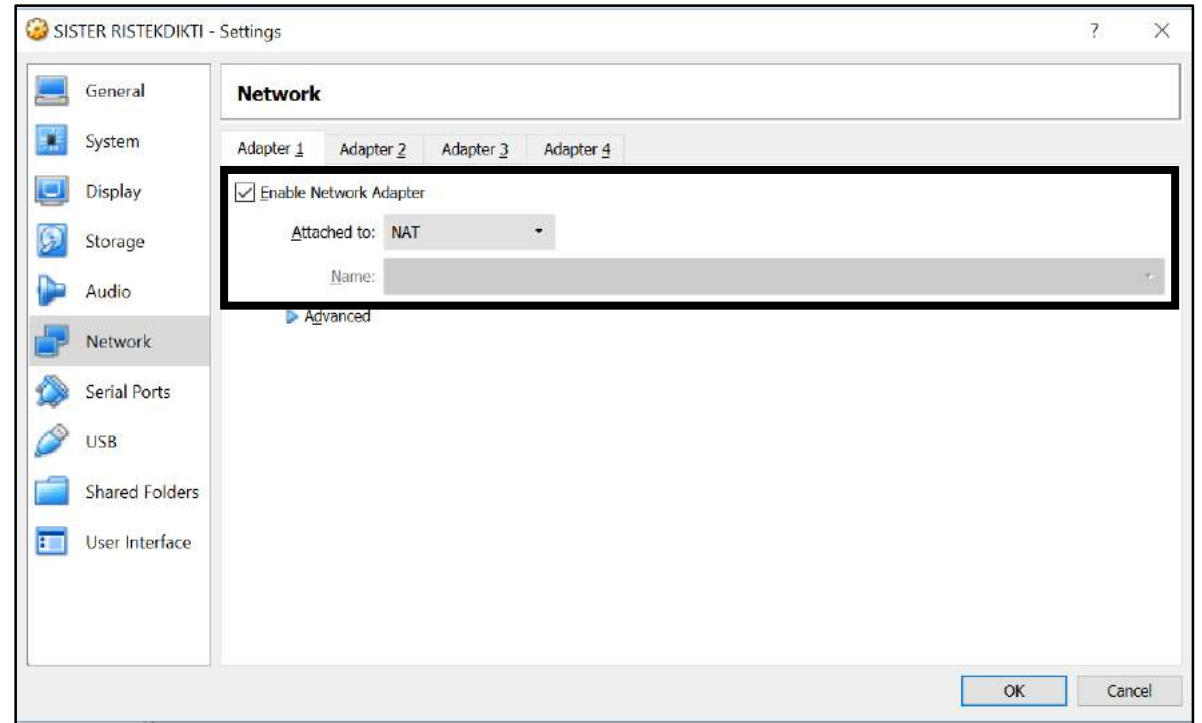 SISTER RISTEKDIKTI - Settings ? ×
General
System
Display
Storage
Audio
Network
Serial Ports
USB
Shared Folders
User Interface
Network
Adapter 1 Adapter 2 Adapter 3 Adapter 4
Enable Network Adapter
Attached to: NAT
Name:
Advanced
OK Cancel